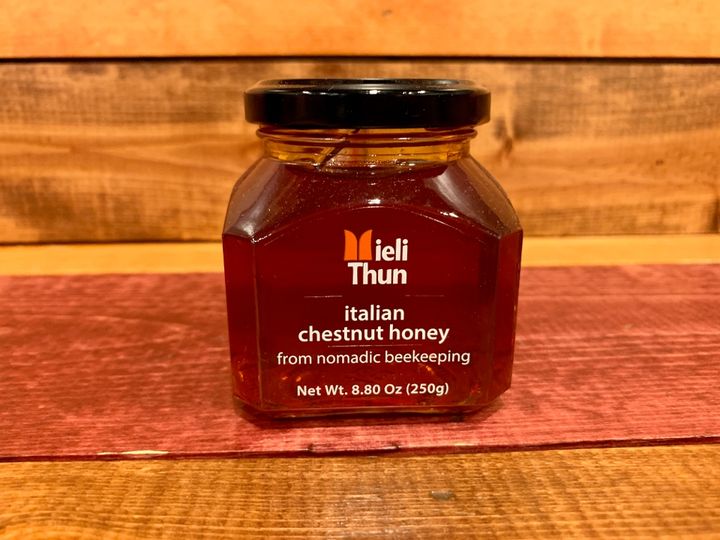 Mieli
Thun
italian
chestnut honey
from nomadic beekeeping
Net Wt. 8.80 Oz (250g)